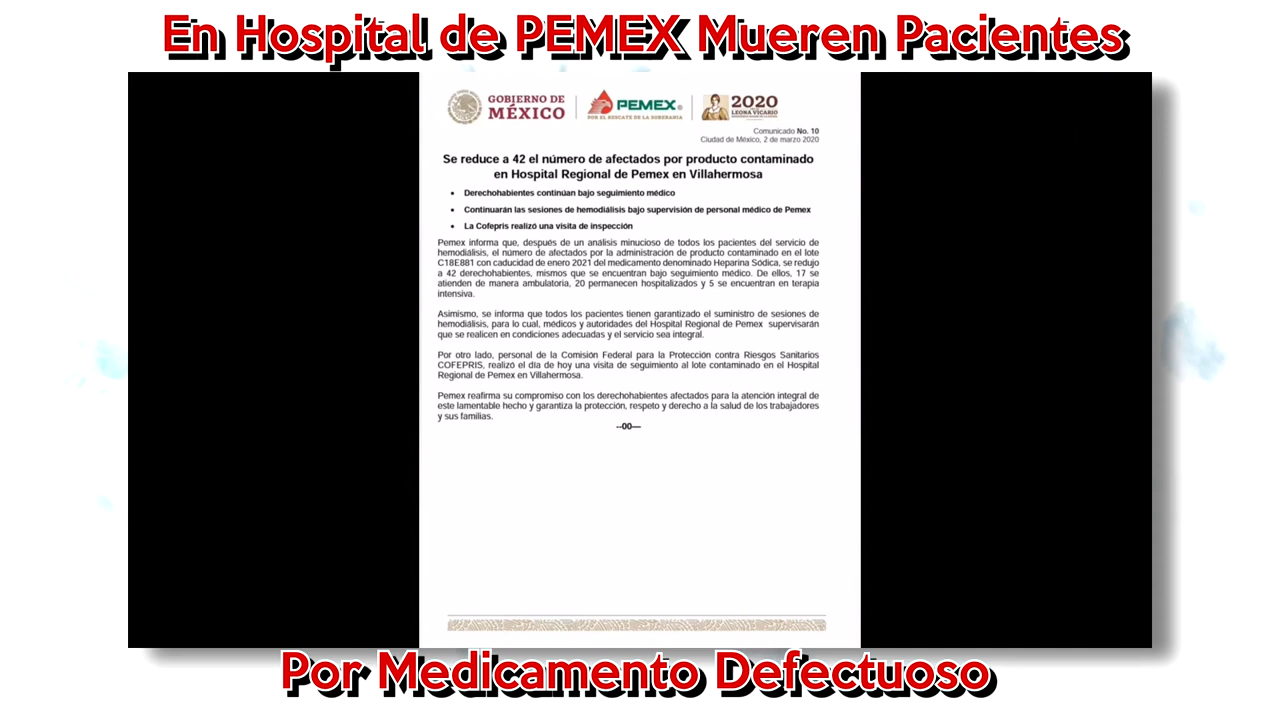 En Hospital de PEMEX Mueren Pacientes
GOBIERNO DE
MÉXICO
PEMEX®
POR EL RESCATE DE LA SOBERANÍA
2020
LEONA VICARIO
Comunicado No. 10
Ciudad de México, 2 de marzo 2020
Se reduce a 42 el número de afectados por producto contaminado
en Hospital Regional de Pemex en Villahermosa
• Derechohabientes continúan bajo seguimiento médico
• Continuarán las sesiones de hemodiálisis bajo supervisión de personal médico de Pemex
• La Cofepris realizó una visita de inspección
Pemex informa que, después de un análisis minucioso de todos los pacientes del servicio de
hemodiálisis, el número de afectados por la administración de producto contaminado en el lote
C18E881 con caducidad de enero 2021 del medicamento denominado Heparina Sódica, se redujo
a 42 derechohabientes, mismos que se encuentran bajo seguimiento médico. De ellos, 17 se
atienden de manera ambulatoria, 20 permanecen hospitalizados y 5 se encuentran en terapia
intensiva.
Asimismo, se informa que todos los pacientes tienen garantizado el suministro de sesiones de
hemodiálisis, para lo cual, médicos y autoridades del Hospital Regional de Pemex supervisarán
que se realicen en condiciones adecuadas y el servicio sea integral.
Por otro lado, personal de la Comisión Federal para la Protección contra Riesgos Sanitarios
COFEPRIS, realizó el día de hoy una visita de seguimiento al lote contaminado en el Hospital
Regional de Pemex en Villahermosa.
Pemex reafirma su compromiso con los derechohabientes afectados para la atención integral de
este lamentable hecho y garantiza la protección, respeto y derecho a la salud de los trabajadores
y sus familias.
--00—
Por Medicamento Defectuoso